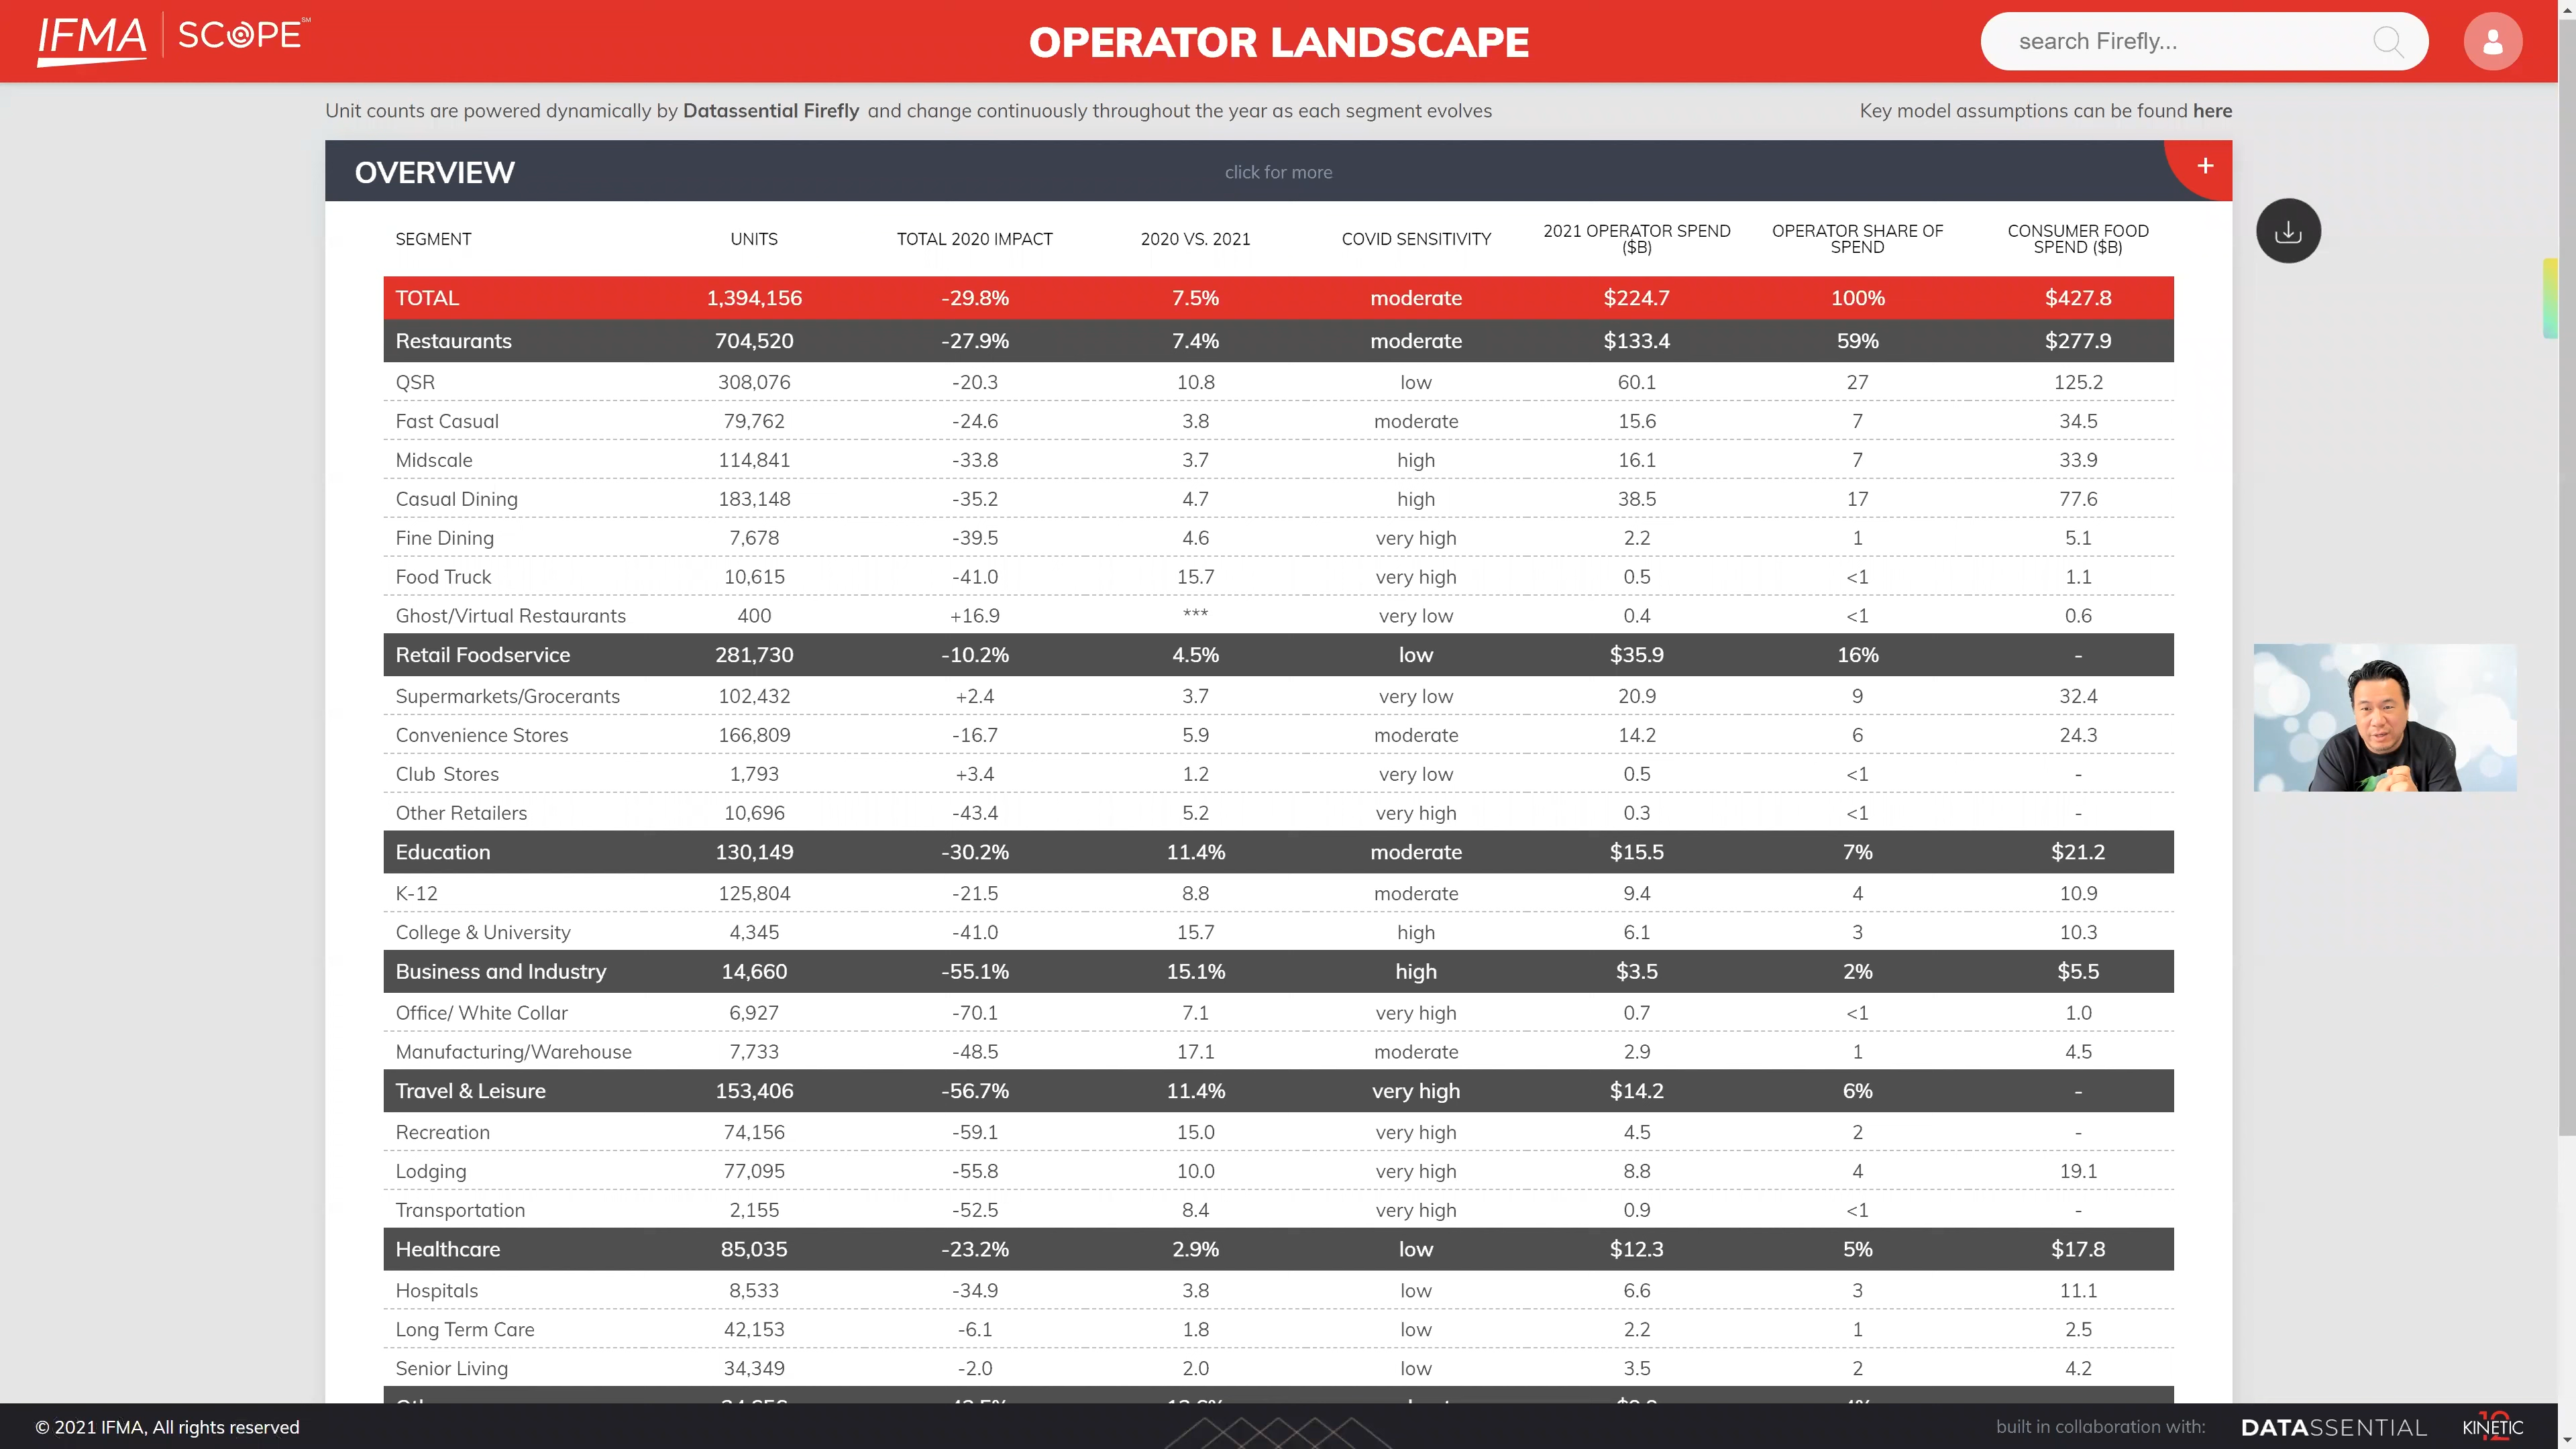 IFMA SCOPE SM
OPERATOR LANDSCAPE
search Firefly...
Unit counts are powered dynamically by Datassential Firefly and change continuously throughout the year as each segment evolves
Key model assumptions can be found here
OVERVIEW click for more +
SEGMENT UNITS TOTAL 2020 IMPACT 2020 VS. 2021 COVID SENSITIVITY 2021 OPERATOR SPEND ($B) OPERATOR SHARE OF SPEND CONSUMER FOOD SPEND ($B)
TOTAL 1,394,156 -29.8% 7.5% moderate $224.7 100% $427.8
Restaurants 704,520 -27.9% 7.4% moderate $133.4 59% $277.9
QSR 308,076 -20.3 10.8 low 60.1 27 125.2
Fast Casual 79,762 -24.6 3.8 moderate 15.6 7 34.5
Midscale 114,841 -33.8 3.7 high 16.1 7 33.9
Casual Dining 183,148 -35.2 4.7 high 38.5 17 77.6
Fine Dining 7,678 -39.5 4.6 very high 2.2 1 5.1
Food Truck 10,615 -41.0 15.7 very high 0.5 <1 1.1
Ghost/Virtual Restaurants 400 +16.9 *** very low 0.4 <1 0.6
Retail Foodservice 281,730 -10.2% 4.5% low $35.9 16% -
Supermarkets/Grocerants 102,432 +2.4 3.7 very low 20.9 9 32.4
Convenience Stores 166,809 -16.7 5.9 moderate 14.2 6 24.3
Club Stores 1,793 +3.4 1.2 very low 0.5 <1 -
Other Retailers 10,696 -43.4 5.2 very high 0.3 <1 -
Education 130,149 -30.2% 11.4% moderate $15.5 7% $21.2
K-12 125,804 -21.5 8.8 moderate 9.4 4 10.9
College & University 4,345 -41.0 15.7 high 6.1 3 10.3
Business and Industry 14,660 -55.1% 15.1% high $3.5 2% $5.5
Office/ White Collar 6,927 -70.1 7.1 very high 0.7 <1 1.0
Manufacturing/Warehouse 7,733 -48.5 17.1 moderate 2.9 1 4.5
Travel & Leisure 153,406 -56.7% 11.4% very high $14.2 6% -
Recreation 74,156 -59.1 15.0 very high 4.5 2 -
Lodging 77,095 -55.8 10.0 very high 8.8 4 19.1
Transportation 2,155 -52.5 8.4 very high 0.9 <1 -
Healthcare 85,035 -23.2% 2.9% low $12.3 5% $17.8
Hospitals 8,533 -34.9 3.8 low 6.6 3 11.1
Long Term Care 42,153 -6.1 1.8 low 2.2 1 2.5
Senior Living 34,349 -2.0 2.0 low 3.5 2 4.2
© 2021 IFMA, All rights reserved
built in collaboration with: DATASSENTIAL KINETIC 12